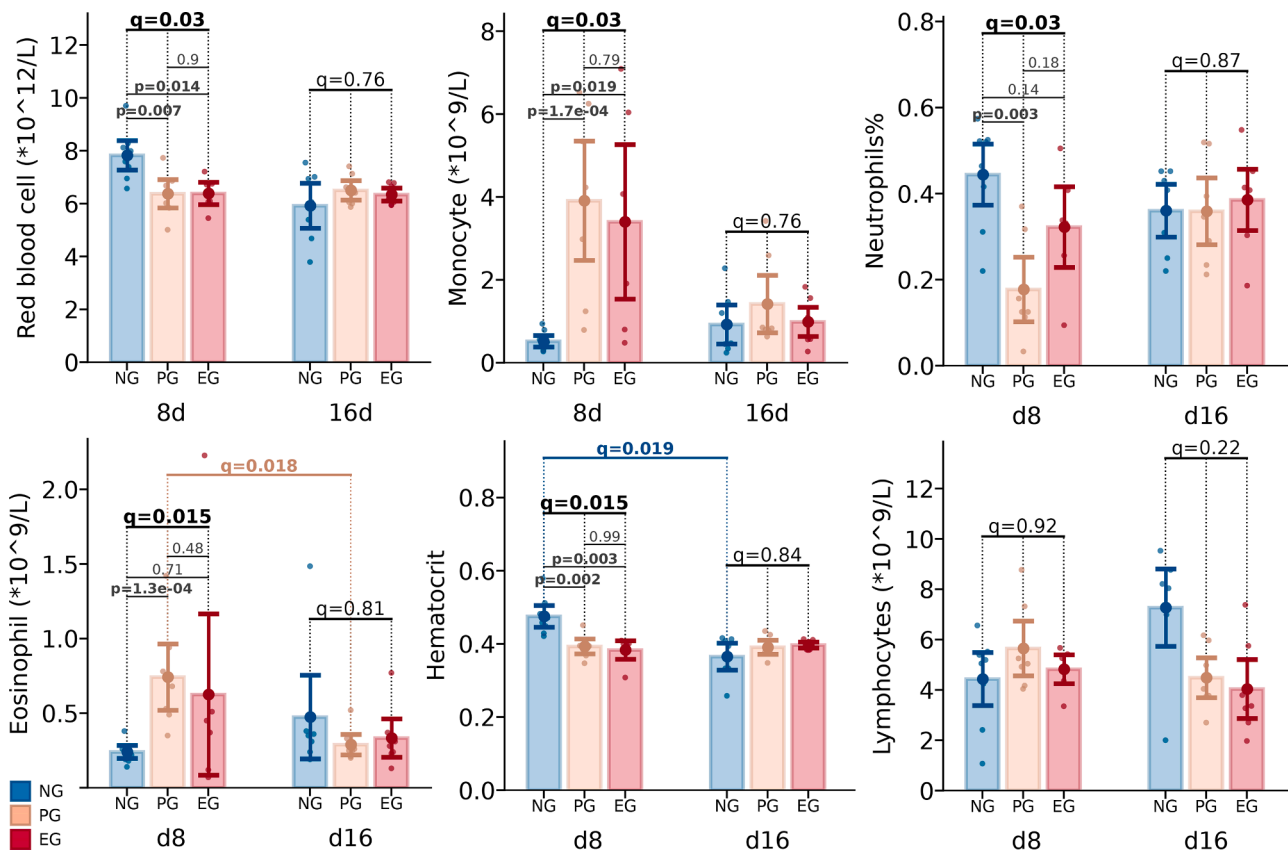 Red blood cell (*10^12/L)
12
10
8
6
4
2
0
q=0.03
0.9
p=0.014
p=0.007
q=0.76
NG PG EG NG PG EG
8d 16d
Monocyte (*10^9/L)
8
6
4
2
0
q=0.03
0.79
p=0.019
p=1.7e-04
q=0.76
NG PG EG NG PG EG
8d 16d
Neutrophils%
0.8
0.6
0.4
0.2
0.0
q=0.03
0.18
0.14
p=0.003
q=0.87
NG PG EG NG PG EG
d8 d16
Eosinophil (*10^9/L)
2.0
1.5
1.0
0.5
q=0.018
q=0.015
0.48
0.71
p=1.3e-04
q=0.81
NG PG EG NG PG EG
d8 d16
Hematocrit
0.8
0.6
0.4
0.2
0.0
q=0.019
q=0.015
0.99
p=0.003
p=0.002
q=0.84
NG PG EG NG PG EG
d8 d16
Lymphocytes (*10^9/L)
12
10
8
6
4
2
0
q=0.92
q=0.22
NG PG EG NG PG EG
d8 d16
NG
PG
EG